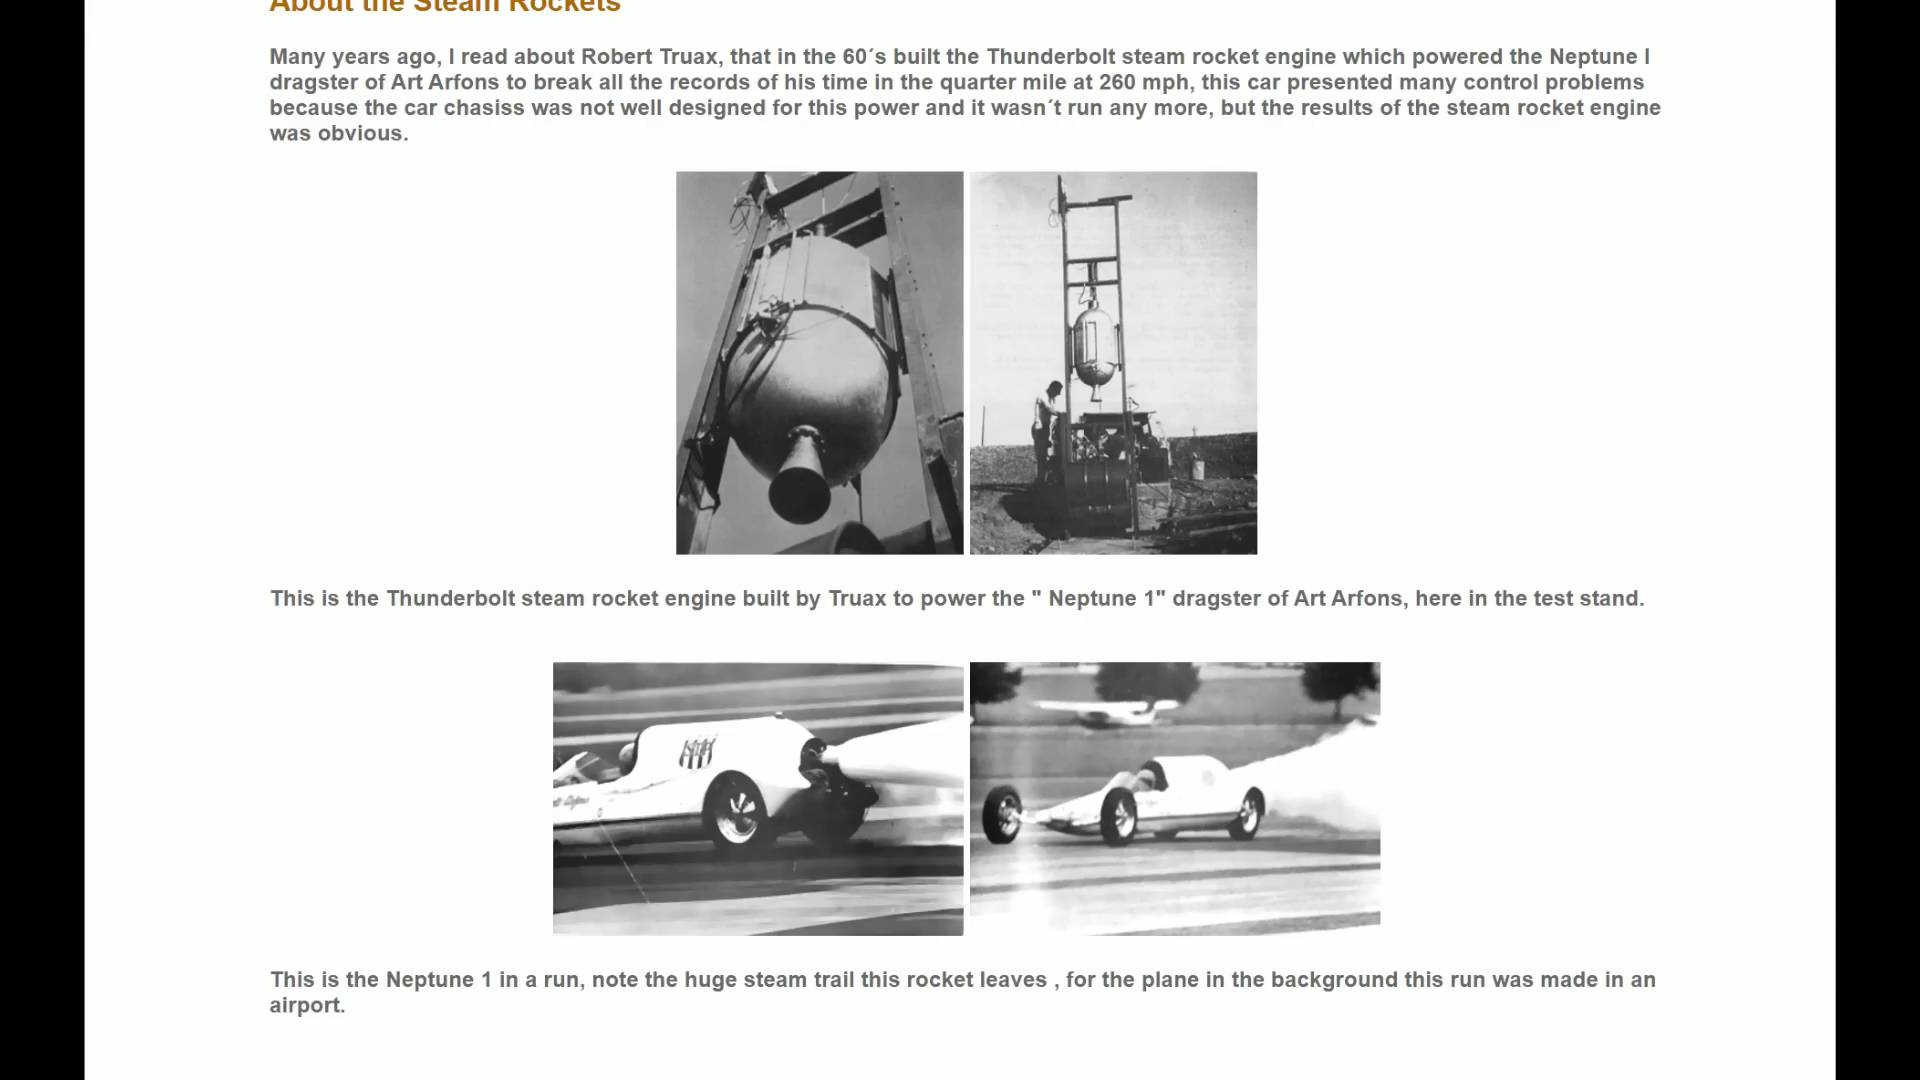 About the Steam Rockets
Many years ago, I read about Robert Truax, that in the 60´s built the Thunderbolt steam rocket engine which powered the Neptune I
dragster of Art Arfons to break all the records of his time in the quarter mile at 260 mph, this car presented many control problems
because the car chasiss was not well designed for this power and it wasn´t run any more, but the results of the steam rocket engine
was obvious.
This is the Thunderbolt steam rocket engine built by Truax to power the " Neptune 1" dragster of Art Arfons, here in the test stand.
This is the Neptune 1 in a run, note the huge steam trail this rocket leaves , for the plane in the background this run was made in an
airport.